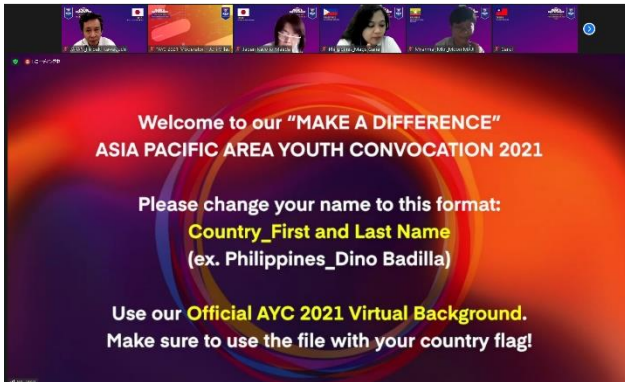 Welcome to our “MAKE A DIFFERENCE”
ASIA PACIFIC AREA YOUTH CONVOCATION 2021
Please change your name to this format:
Country_First and Last Name
(ex. Philippines_Dino Badilla)
Use our Official AYC 2021 Virtual Background.
Make sure to use the file with your country flag!